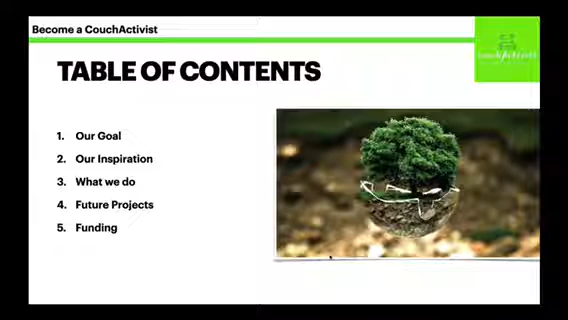 Become a CouchActivist
TABLE OF CONTENTS
1. Our Goal
2. Our Inspiration
3. What we do
4. Future Projects
5. Funding